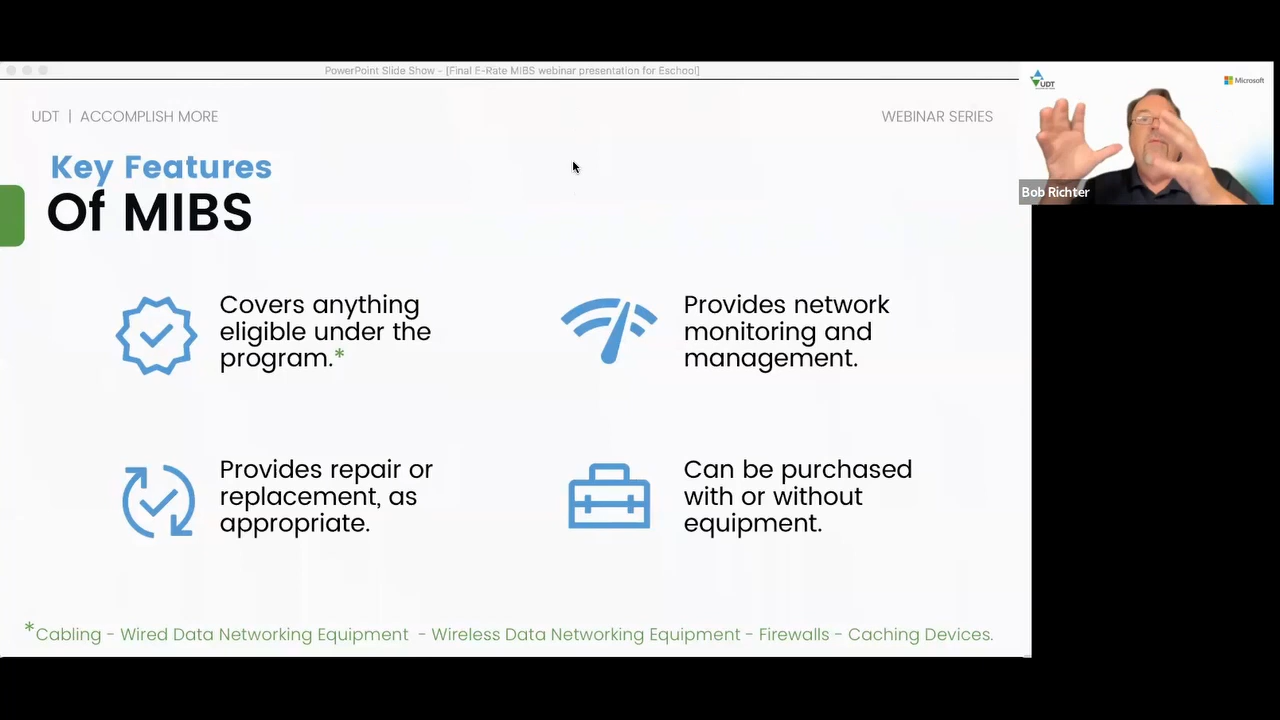 PowerPoint Slide Show - [Final E-Rate MIBS webinar presentation for Eschool]
UDT | ACCOMPLISH MORE
WEBINAR SERIES
UDT
Microsoft
Bob Richter
Key Features
Of MIBS
Covers anything
eligible under the
program.*
Provides network
monitoring and
management.
Provides repair or
replacement, as
appropriate.
Can be purchased
with or without
equipment.
*Cabling - Wired Data Networking Equipment - Wireless Data Networking Equipment - Firewalls - Caching Devices.